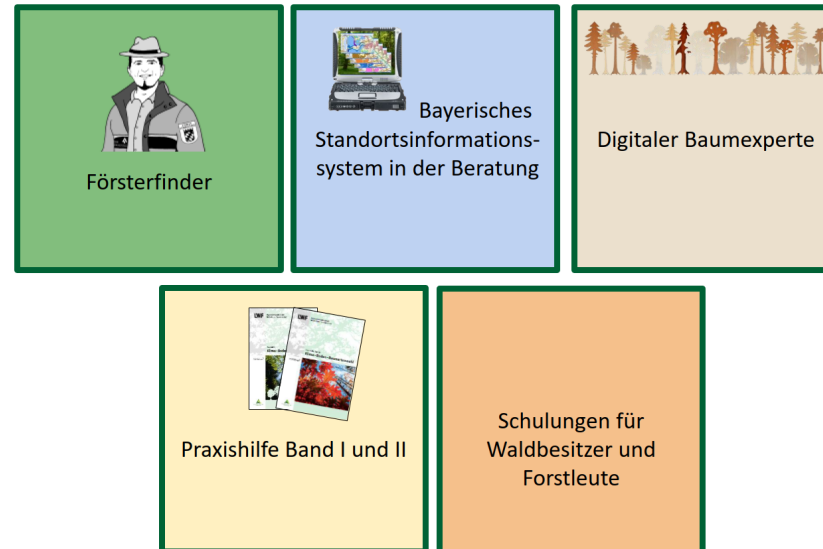 Försterfinder
Bayerisches
Standortsinformations-
system in der Beratung
Digitaler Baumexperte
Praxishilfe Band I und II
Schulungen für
Waldbesitzer und
Forstleute